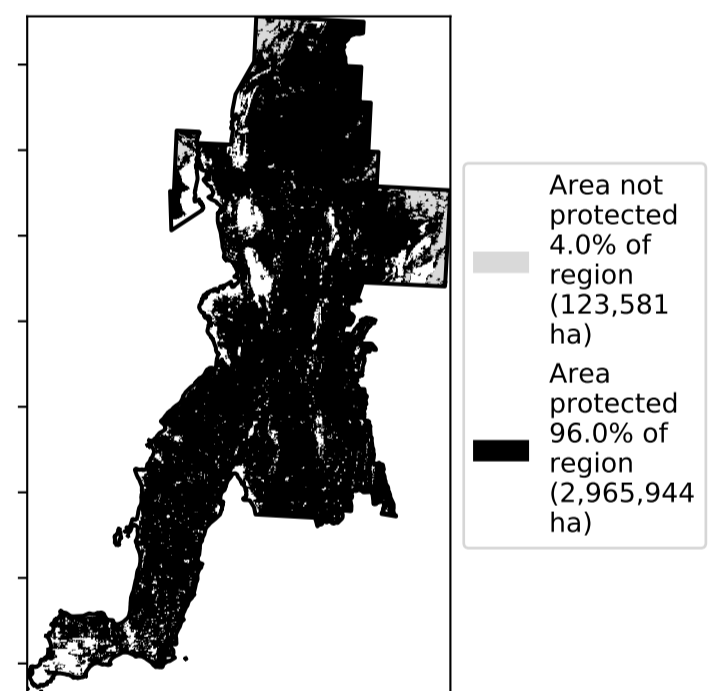 Area not
protected
4.0% of
region
(123,581
ha)
Area
protected
96.0% of
region
(2,965,944
ha)